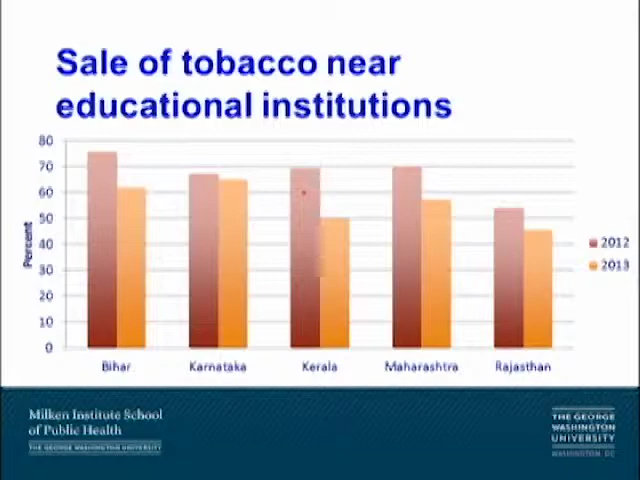 Sale of tobacco near
educational institutions
80
70
60
50
40
30
20
10
0
Percent
2012
2013
Bihar
Karnataka
Kerala
Maharashtra
Rajasthan
Milken Institute School
of Public Health
THE GEORGE WASHINGTON UNIVERSITY
THE GEORGE
WASHINGTON
UNIVERSITY
WASHINGTON DC